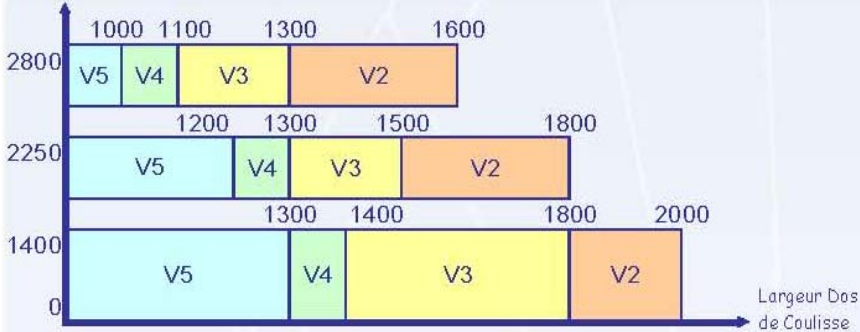 1000 1100 1300 1600
2800 V5 V4 V3 V2
1200 1300 1500 1800
2250 V5 V4 V3 V2
1300 1400 1800 2000
1400 V5 V4 V3 V2
0
Largeur Dos
de Coulisse